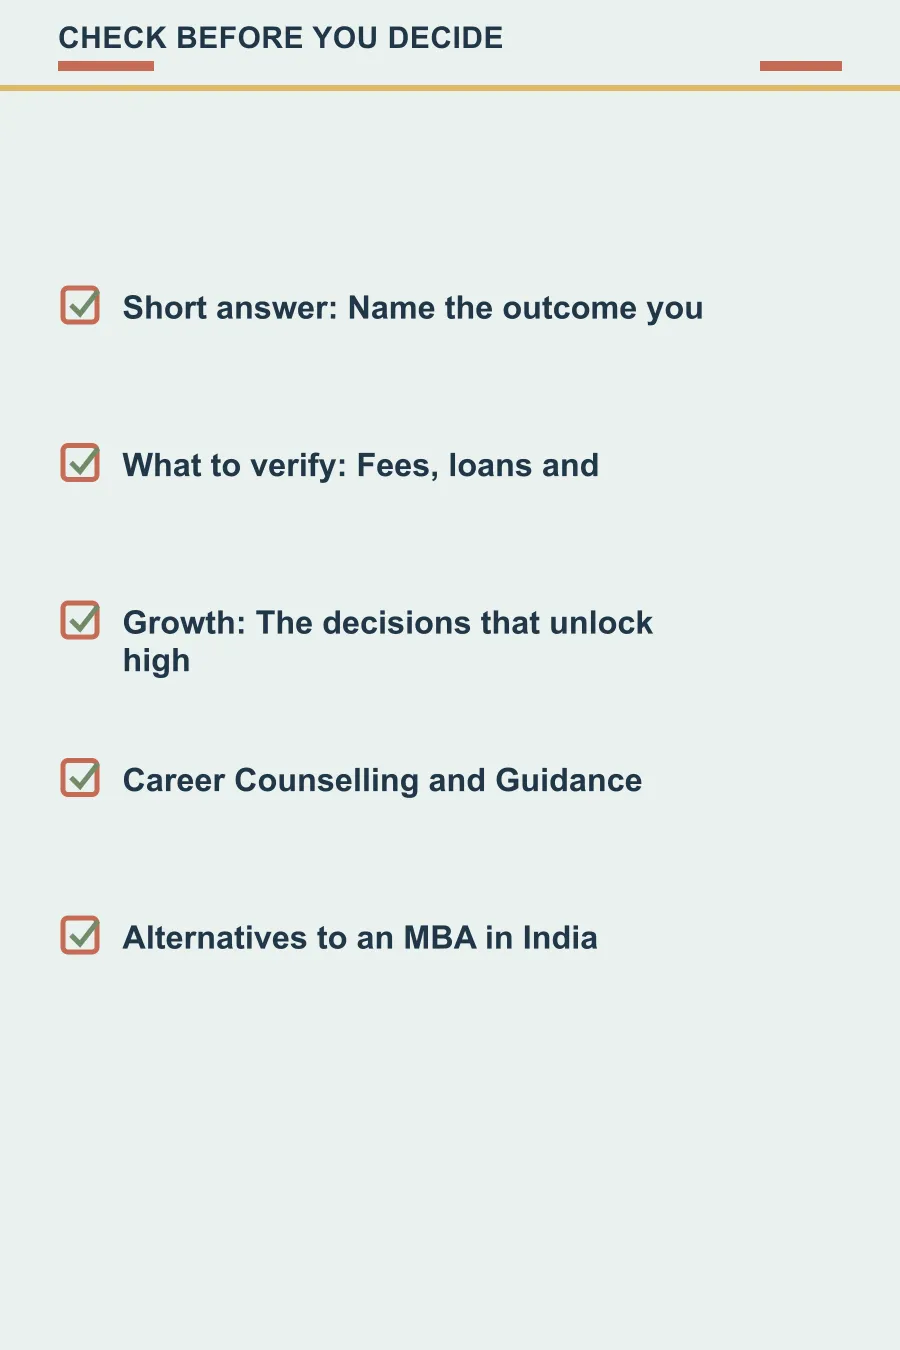 CHECK BEFORE YOU DECIDE
Short answer: Name the outcome you
What to verify: Fees, loans and
Growth: The decisions that unlock
high
Career Counselling and Guidance
Alternatives to an MBA in India